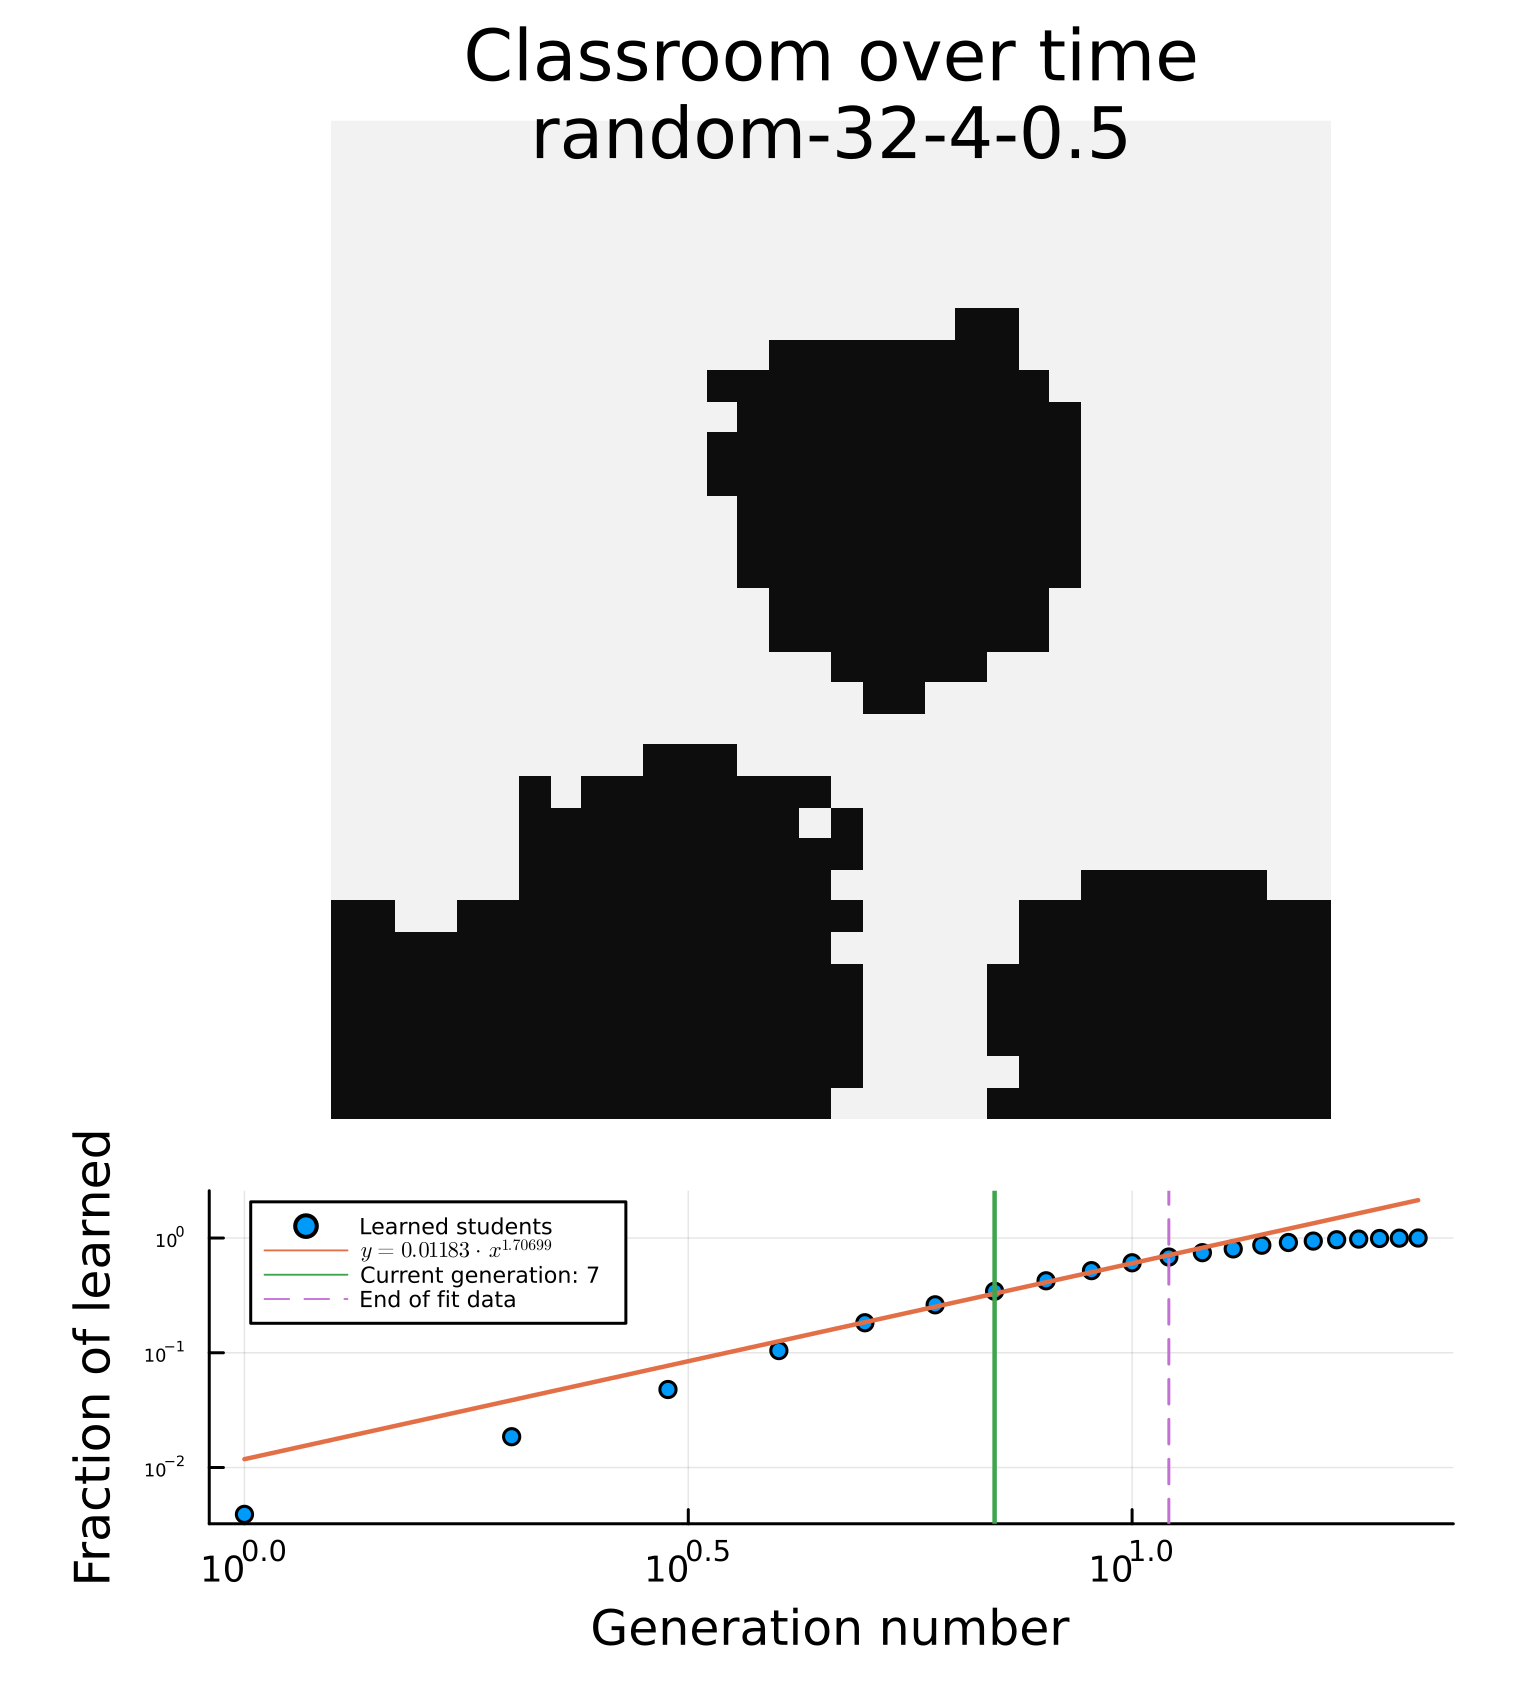 Classroom over time
random-32-4-0.5
Fraction of learned
10⁰
10⁻¹
10⁻²
Learned students
y = 0.01183 · x^1.70699
Current generation: 7
End of fit data
10^0.0
10^0.5
10^1.0
Generation number